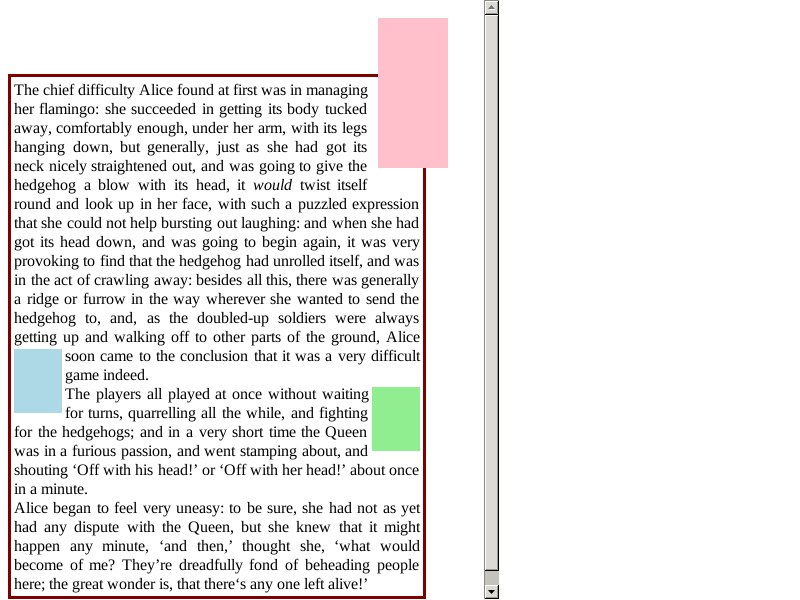 The chief difficulty Alice found at first was in managing
her flamingo: she succeeded in getting its body tucked
away, comfortably enough, under her arm, with its legs
hanging down, but generally, just as she had got its
neck nicely straightened out, and was going to give the
hedgehog a blow with its head, it would twist itself
round and look up in her face, with such a puzzled expression
that she could not help bursting out laughing: and when she had
got its head down, and was going to begin again, it was very
provoking to find that the hedgehog had unrolled itself, and was
in the act of crawling away: besides all this, there was generally
a ridge or furrow in the way wherever she wanted to send the
hedgehog to, and, as the doubled-up soldiers were always
getting up and walking off to other parts of the ground, Alice
soon came to the conclusion that it was a very difficult
game indeed.
The players all played at once without waiting
for turns, quarrelling all the while, and fighting
for the hedgehogs; and in a very short time the Queen
was in a furious passion, and went stamping about, and
shouting ‘Off with his head!’ or ‘Off with her head!’ about once
in a minute.
Alice began to feel very uneasy: to be sure, she had not as yet
had any dispute with the Queen, but she knew that it might
happen any minute, ‘and then,’ thought she, ‘what would
become of me? They’re dreadfully fond of beheading people
here; the great wonder is, that there‘s any one left alive!’